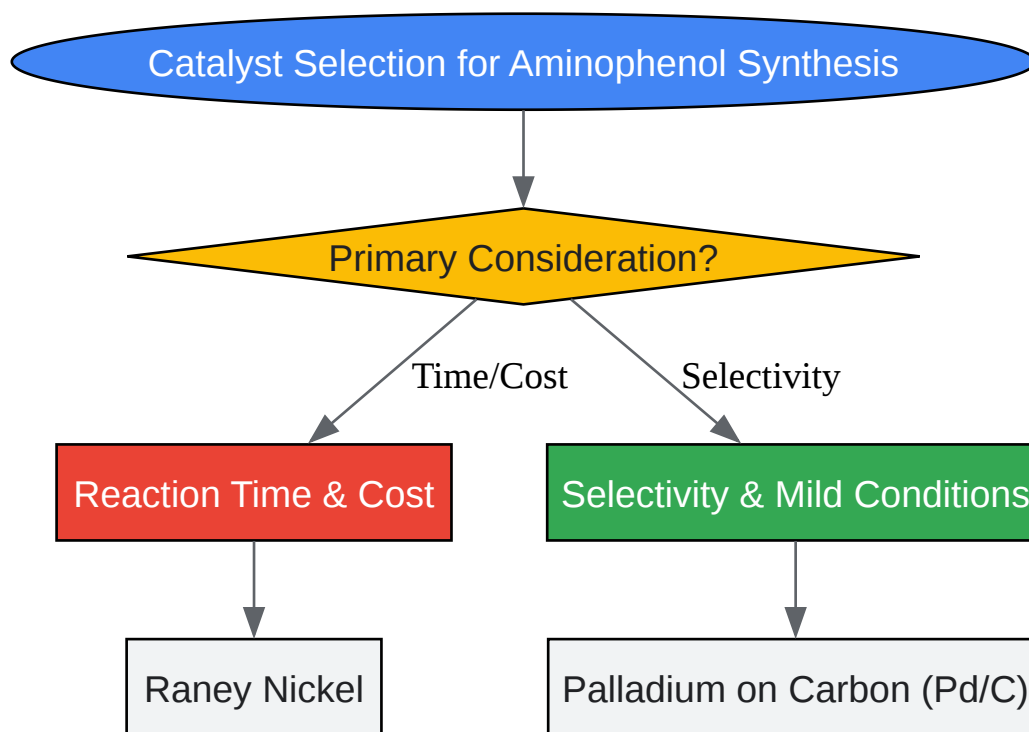 Catalyst Selection for Aminophenol Synthesis
Primary Consideration?
Time/Cost
Selectivity
Reaction Time & Cost
Selectivity & Mild Conditions
Raney Nickel
Palladium on Carbon (Pd/C)